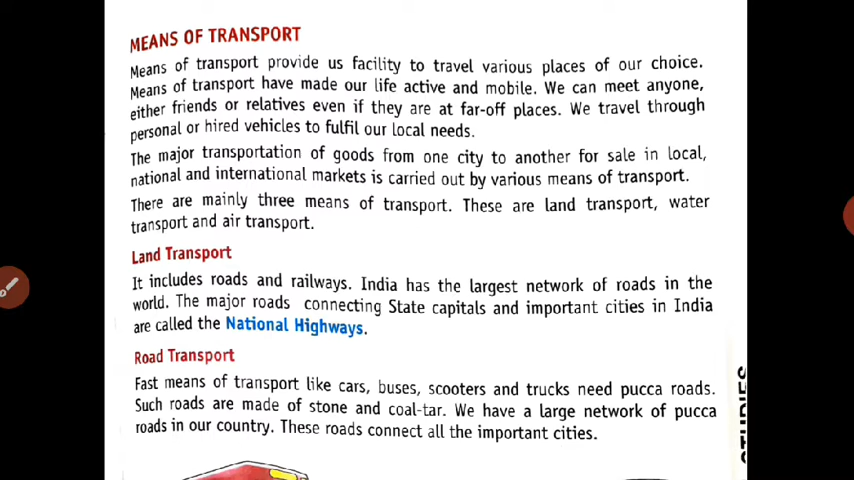 MEANS OF TRANSPORT
Means of transport provide us facility to travel various places of our choice.
Means of transport have made our life active and mobile. We can meet anyone,
either friends or relatives even if they are at far-off places. We travel through
personal or hired vehicles to fulfil our local needs.
The major transportation of goods from one city to another for sale in local,
national and international markets is carried out by various means of transport.
There are mainly three means of transport. These are land transport, water
transport and air transport.
Land Transport
It includes roads and railways. India has the largest network of roads in the
world. The major roads connecting State capitals and important cities in India
are called the National Highways.
Road Transport
Fast means of transport like cars, buses, scooters and trucks need pucca roads.
Such roads are made of stone and coal-tar. We have a large network of pucca
roads in our country. These roads connect all the important cities.
STUDIES